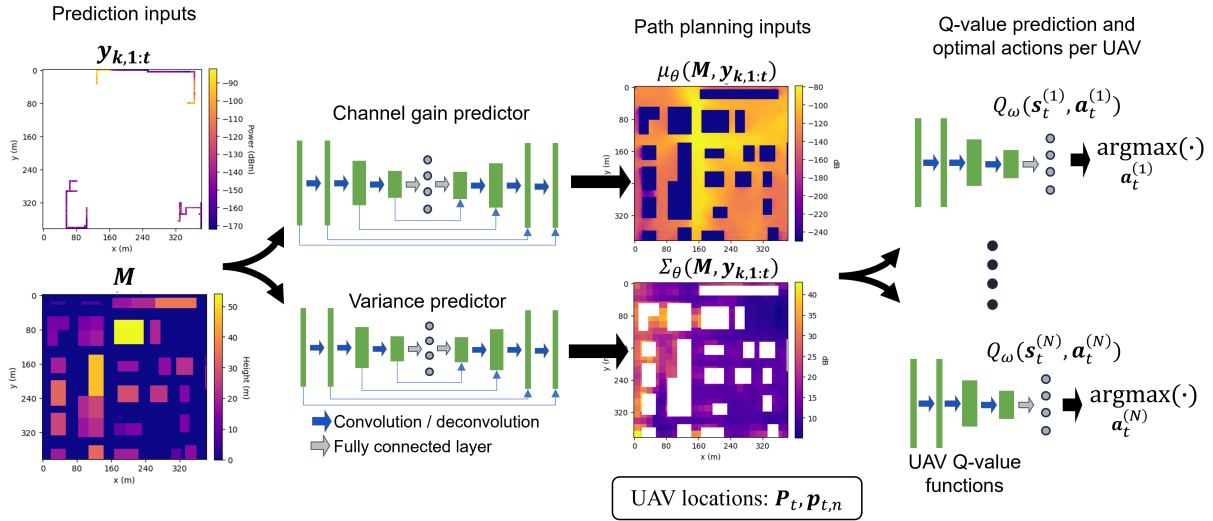 Prediction inputs
y_{k,1:t}
0
80
160
240
320
y (m)
0 80 160 240 320
x (m)
−90
−100
−110
−120
−130
−140
−150
−160
−170
Power (dBm)
M
0
80
160
240
320
y (m)
0 80 160 240 320
x (m)
50
40
30
20
10
0
Height (m)
Channel gain predictor
Variance predictor
Convolution / deconvolution
Fully connected layer
Path planning inputs
μ_θ(M, y_{k,1:t})
0
80
160
240
320
y (m)
0 80 160 240 320
x (m)
−80
−100
−120
−140
−160
−180
−200
−220
−240
dB
Σ_θ(M, y_{k,1:t})
0
80
160
240
320
y (m)
0 80 160 240 320
x (m)
40
35
30
25
20
15
10
5
dB
UAV locations: P_t, p_{t,n}
Q-value prediction and
optimal actions per UAV
Q_ω(s_t^{(1)}, a_t^{(1)})
argmax(·)
a_t^{(1)}
Q_ω(s_t^{(N)}, a_t^{(N)})
argmax(·)
a_t^{(N)}
UAV Q-value
functions